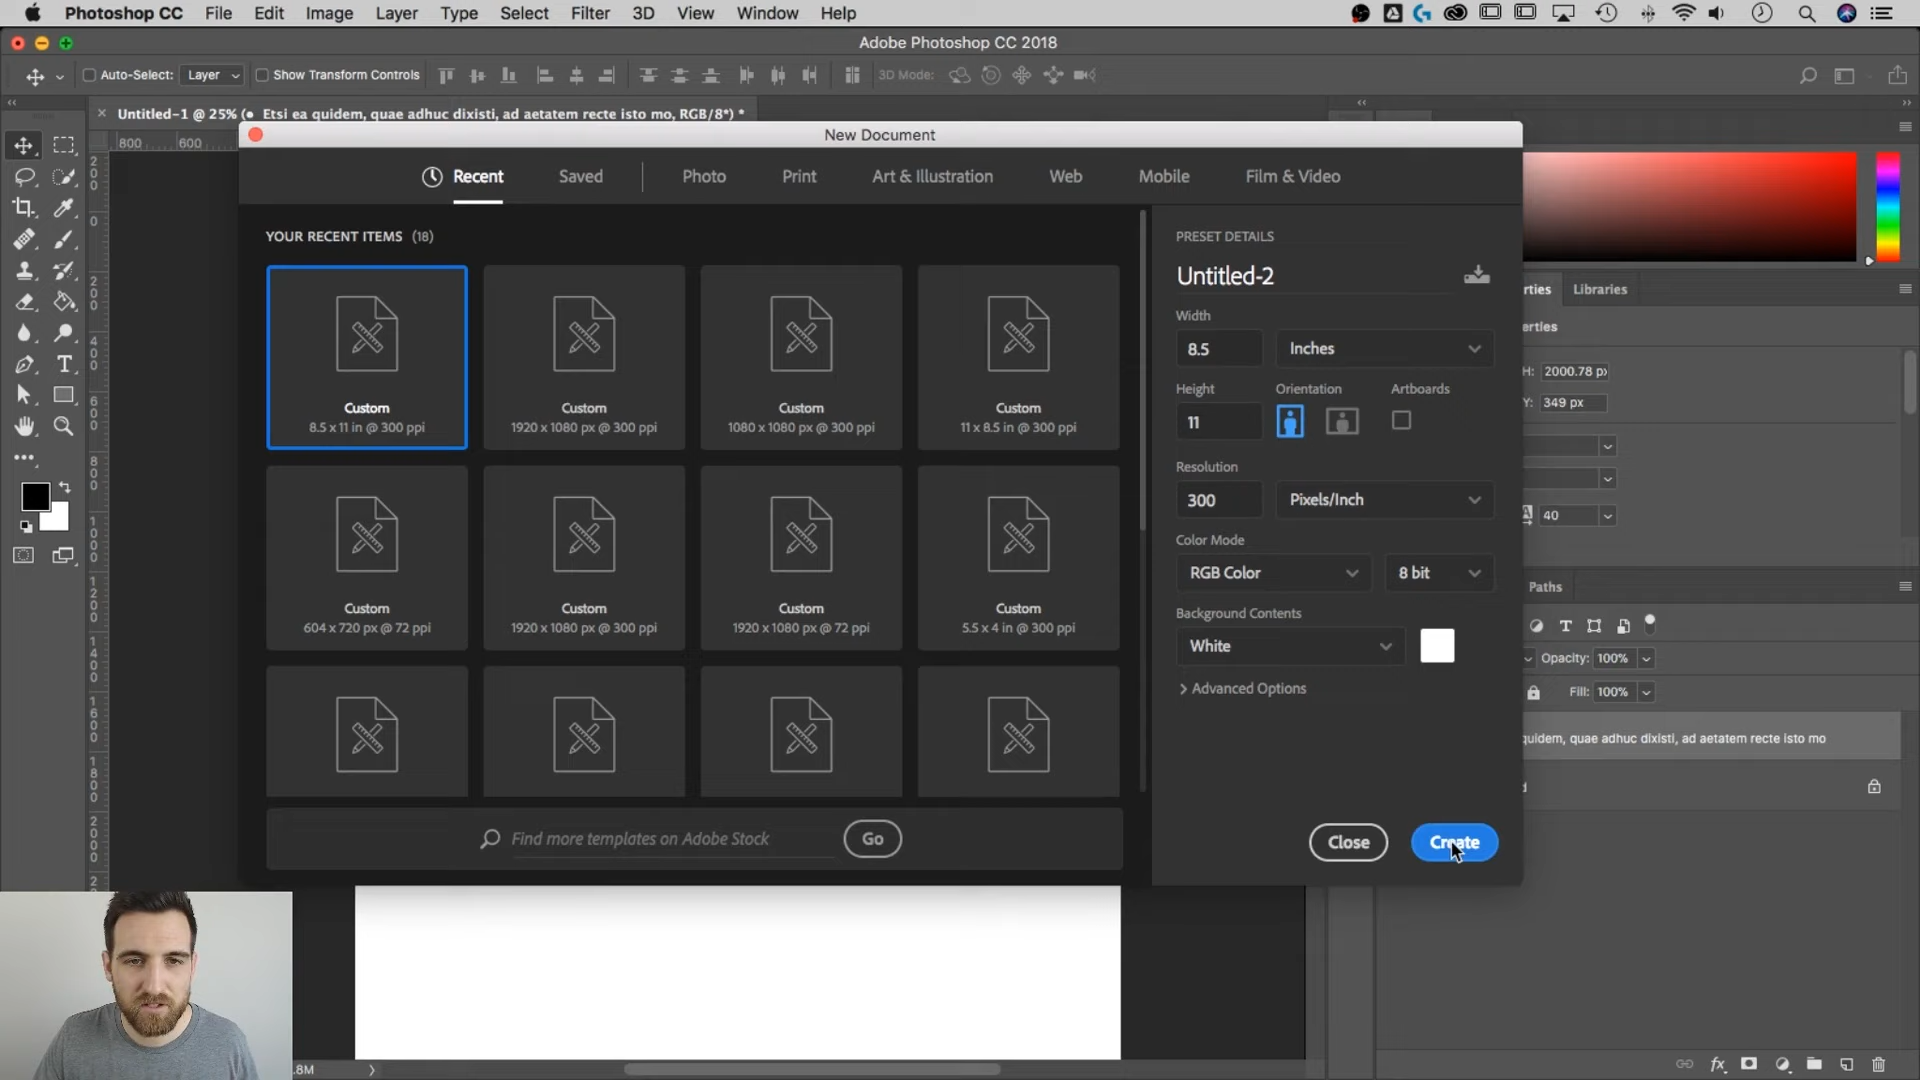 Photoshop CC File Edit Image Layer Type Select Filter 3D View Window Help
Adobe Photoshop CC 2018
Auto-Select: Layer Show Transform Controls 3D Mode:
Untitled-1 @ 25% (● Etsi ea quidem, quae adhuc dixisti, ad aetatem recte isto mo, RGB/8*) *
800 600
New Document
Recent Saved Photo Print Art & Illustration Web Mobile Film & Video
YOUR RECENT ITEMS (18)
Custom
8.5 x 11 in @ 300 ppi
Custom
1920 x 1080 px @ 300 ppi
Custom
1080 x 1080 px @ 300 ppi
Custom
11 x 8.5 in @ 300 ppi
Custom
604 x 720 px @ 72 ppi
Custom
1920 x 1080 px @ 300 ppi
Custom
1920 x 1080 px @ 72 ppi
Custom
5.5 x 4 in @ 300 ppi
Find more templates on Adobe Stock Go
PRESET DETAILS
Untitled-2
Width
8.5 Inches
Height Orientation Artboards
11
Resolution
300 Pixels/Inch
Color Mode
RGB Color 8 bit
Background Contents
White
Advanced Options
Close Create
rties Libraries
erties
H: 2000.78 px
Y: 349 px
40
Paths
Opacity: 100%
Fill: 100%
quidem, quae adhuc dixisti, ad aetatem recte isto mo
d
.8M